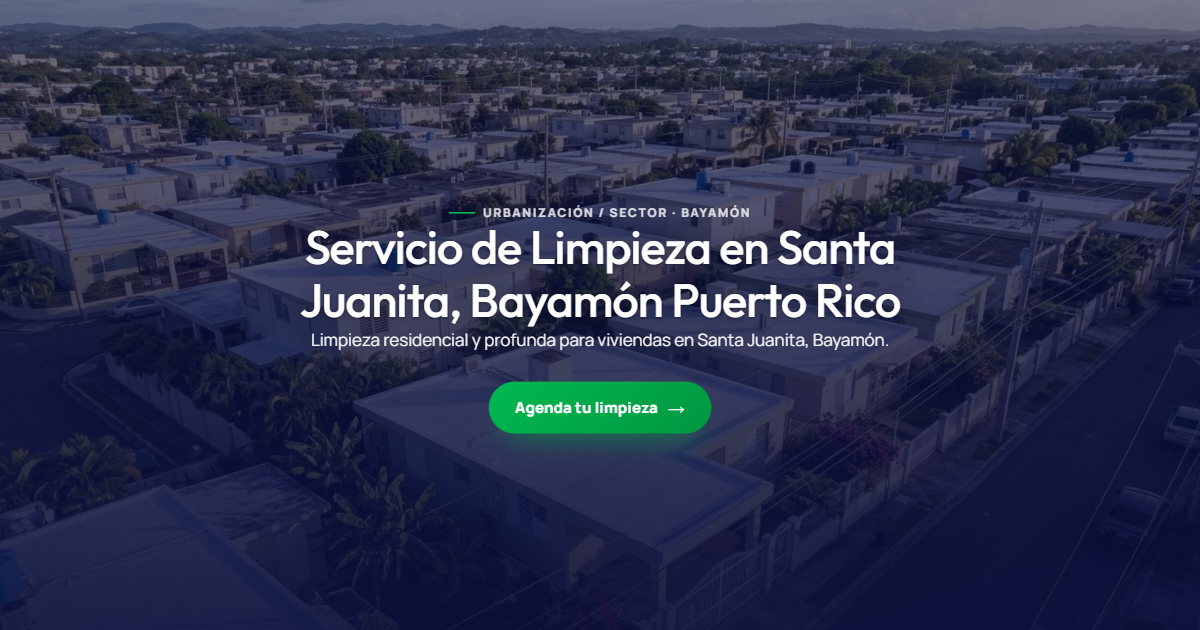 URBANIZACIÓN / SECTOR · BAYAMÓN
Servicio de Limpieza en Santa
Juanita, Bayamón Puerto Rico
Limpieza residencial y profunda para viviendas en Santa Juanita, Bayamón.
Agenda tu limpieza →